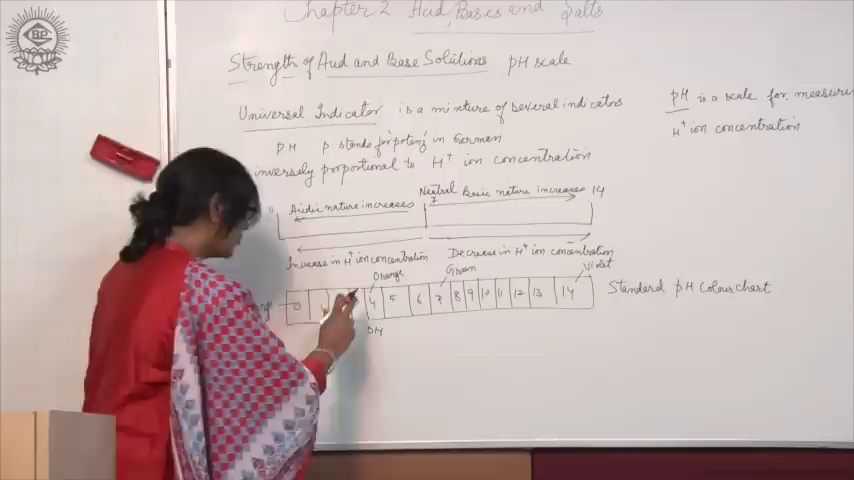 Chapter 2 Acid, Bases and Salts
Strength of Acid and Base Solutions pH scale
Universal Indicator is a mixture of several indicators
pH p stands for 'potenz' in German
inversely proportional to H+ ion concentration
pH is a scale for measuri
H+ ion concentration
Acidic nature increases
Neutral
7
Basic nature increases 14
Increase in H+ ion concentration
Decrease in H+ ion concentration
Orange
Green
Violet
0 4 5 6 7 8 9 10 11 12 13 14
Standard pH Colour chart